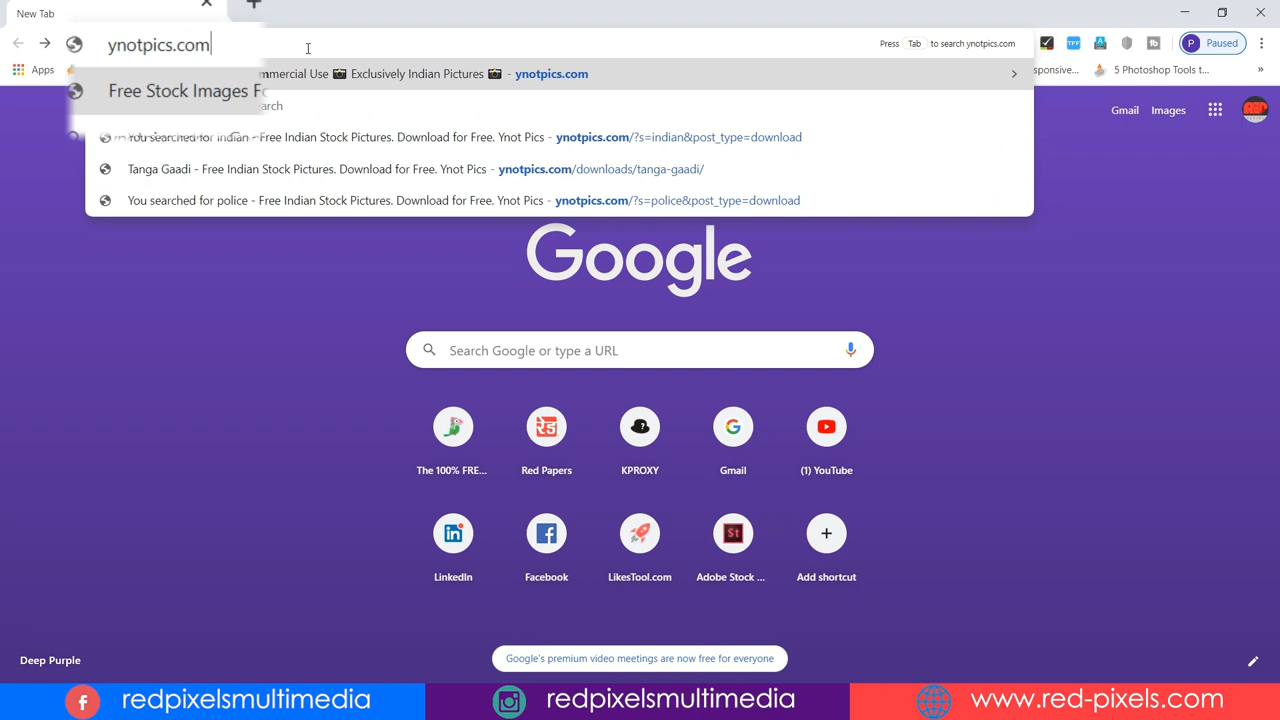 New Tab
ynotpics.com
Press Tab to search ynotpics.com
Paused
Apps
sponsive...
5 Photoshop Tools t...
»
Free Stock Images Fo
mmercial Use 📸 Exclusively Indian Pictures 📸 - ynotpics.com
arch
You searched for indian - Free Indian Stock Pictures. Download for Free. Ynot Pics - ynotpics.com/?s=indian&post_type=download
Tanga Gaadi - Free Indian Stock Pictures. Download for Free. Ynot Pics - ynotpics.com/downloads/tanga-gaadi/
You searched for police - Free Indian Stock Pictures. Download for Free. Ynot Pics - ynotpics.com/?s=police&post_type=download
Gmail
Images
Google
Search Google or type a URL
The 100% FRE...
Red Papers
KPROXY
Gmail
(1) YouTube
LinkedIn
Facebook
LikesTool.com
Adobe Stock ...
Add shortcut
Deep Purple
Google's premium video meetings are now free for everyone
redpixelsmultimedia
redpixelsmultimedia
www.red-pixels.com